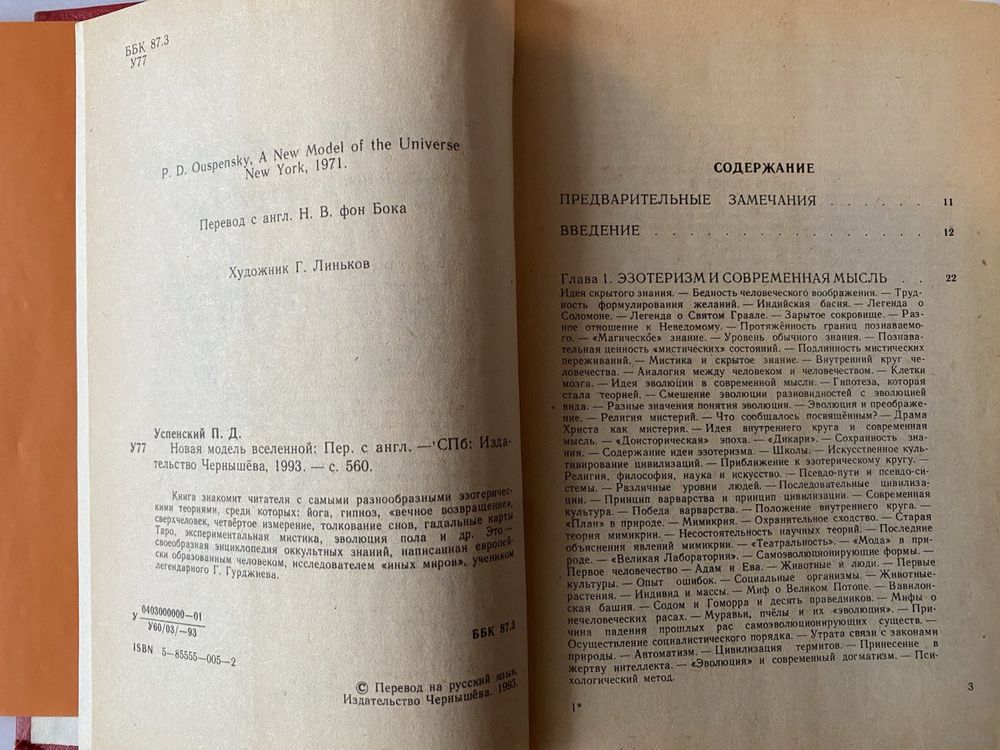 ББК 87.3
У77
P. D. Ouspensky, A New Model of the Universe
New York, 1971.
Перевод с англ. Н. В. фон Бока
Художник Г. Линьков
Успенский П. Д.
У77 Новая модель вселенной: Пер. с англ. — СПб: Изда-
тельство Чернышёва, 1993. — с. 560.
Книга знакомит читателя с самыми разнообразными эзотериче-
скими теориями, среди которых: йога, гипноз, «вечное возвращение»,
сверхчеловек, четвёртое измерение, толкование снов, гадальные карты
Таро, экспериментальная мистика, эволюция пола и др. Это —
своеобразная энциклопедия оккультных знаний, написанная европей-
ски образованным человеком, исследователем «иных миров», учеником
легендарного Г. Гурджиева.
У 0403000000—01
У60/03/—93
ББК 87.3
ISBN 5—85555—005—2
© Перевод на русский язык.
Издательство Чернышёва. 1993.
СОДЕРЖАНИЕ
ПРЕДВАРИТЕЛЬНЫЕ ЗАМЕЧАНИЯ . . . . . . 11
ВВЕДЕНИЕ . . . . . . . . . . . . . . . 12
Глава 1. ЭЗОТЕРИЗМ И СОВРЕМЕННАЯ МЫСЛЬ . . 22
Идея скрытого знания. — Бедность человеческого воображения. — Труд-
ность формулирования желаний. — Индийская басня. — Легенда о
Соломоне. — Легенда о Святом Граале. — Зарытое сокровище. — Раз-
ное отношение к Неведомому. — Протяжённость границ познаваемо-
го. — «Магическое» знание. — Уровень обычного знания. — Познава-
тельная ценность «мистических» состояний. — Подлинность мистических
переживаний. — Мистика и скрытое знание. — Внутренний круг че-
ловечества. — Аналогия между человеком и человечеством. — Клетки
мозга. — Идея эволюции в современной мысли. — Гипотеза, которая
стала теорией. — Смешение эволюции разновидностей с эволюцией
вида. — Разные значения понятия эволюция. — Эволюция и преображе-
ние. — Религия мистерий. — Что сообщалось посвящённым? — Драма
Христа как мистерия. — Идея внутреннего круга и современная
мысль. — «Доисторическая» эпоха. — «Дикари». — Сохранность зна-
ния. — Содержание идеи эзотеризма. — Школы. — Искусственное куль-
тивирование цивилизаций. — Приближение к эзотерическому кругу. —
Религия, философия, наука и искусство. — Псевдо-пути и псевдо-си-
стемы. — Различные уровни людей. — Последовательные цивилиза-
ции. — Принцип варварства и принцип цивилизации. — Современная
культура. — Победа варварства. — Положение внутреннего круга. —
«План» в природе. — Мимикрия. — Охранительное сходство. — Старая
теория мимикрии. — Несостоятельность научных теорий. — Последние
объяснения явлений мимикрии. — «Театральность». — «Мода» в при-
роде. — «Великая Лаборатория». — Самоэволюционирующие формы. —
Первое человечество — Адам и Ева. — Животные и люди. — Первые
культуры. — Опыт ошибок. — Социальные организмы. — Животные-
растения. — Индивид и массы. — Миф о Великом Потопе. — Вавилон-
ская башня. — Содом и Гоморра и десять праведников. — Мифы о
нечеловеческих расах. — Муравьи, пчёлы и их «эволюция». — При-
чина падения прошлых рас самоэволюционирующих существ. —
Осуществление социалистического порядка. — Утрата связи с законами
природы. — Автоматизм. — Цивилизация термитов. — Принесение в
жертву интеллекта. — «Эволюция» и современный догматизм. — Пси-
хологический метод.
3
1*